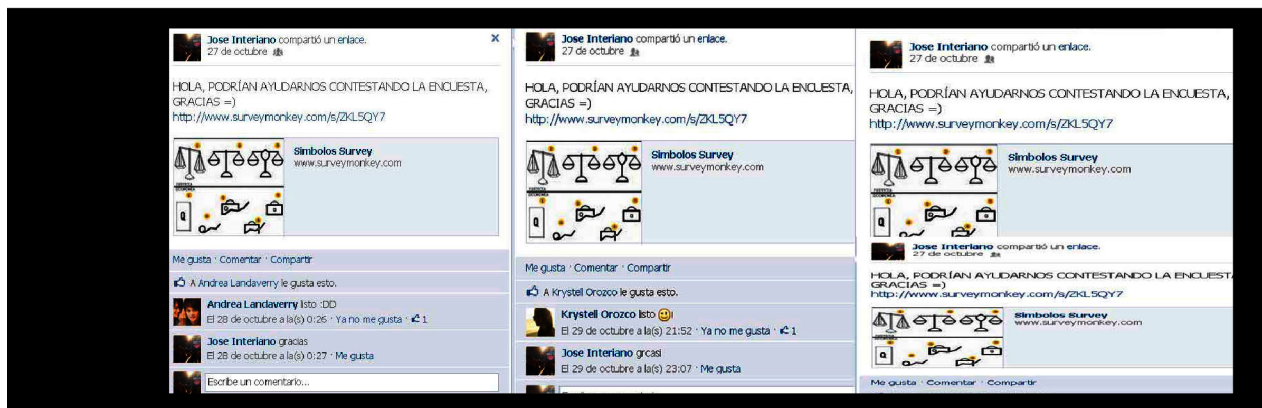 Jose Interiano compartió un enlace.
27 de octubre
HOLA, PODRÍAN AYUDARNOS CONTESTANDO LA ENCUESTA,
GRACIAS =)
http://www.surveymonkey.com/s/ZKL5QY7
Simbolos Survey
www.surveymonkey.com
Me gusta · Comentar · Compartir
A Andrea Landaverry le gusta esto.
Andrea Landaverry listo :DD
El 28 de octubre a la(s) 0:26 · Ya no me gusta · 1
Jose Interiano gracias
El 28 de octubre a la(s) 0:27 · Me gusta
Escribe un comentario...
Jose Interiano compartió un enlace.
27 de octubre
HOLA, PODRÍAN AYUDARNOS CONTESTANDO LA ENCUESTA,
GRACIAS =)
http://www.surveymonkey.com/s/ZKL5QY7
Simbolos Survey
www.surveymonkey.com
Me gusta · Comentar · Compartir
A Krystell Orozco le gusta esto.
Krystell Orozco listo
El 29 de octubre a la(s) 21:52 · Ya no me gusta · 1
Jose Interiano grcasi
El 29 de octubre a la(s) 23:07 · Me gusta
Jose Interiano compartió un enlace.
27 de octubre
HOLA, PODRÍAN AYUDARNOS CONTESTANDO LA ENCUESTA,
GRACIAS =)
http://www.surveymonkey.com/s/ZKL5QY7
Simbolos Survey
www.surveymonkey.com
Jose Interiano compartió un enlace.
27 de octubre
HOLA, PODRÍAN AYUDARNOS CONTESTANDO LA ENCUEST
GRACIAS =)
http://www.surveymonkey.com/s/ZKL5QY7
Simbolos Survey
www.surveymonkey.com
Me gusta · Comentar · Compartir